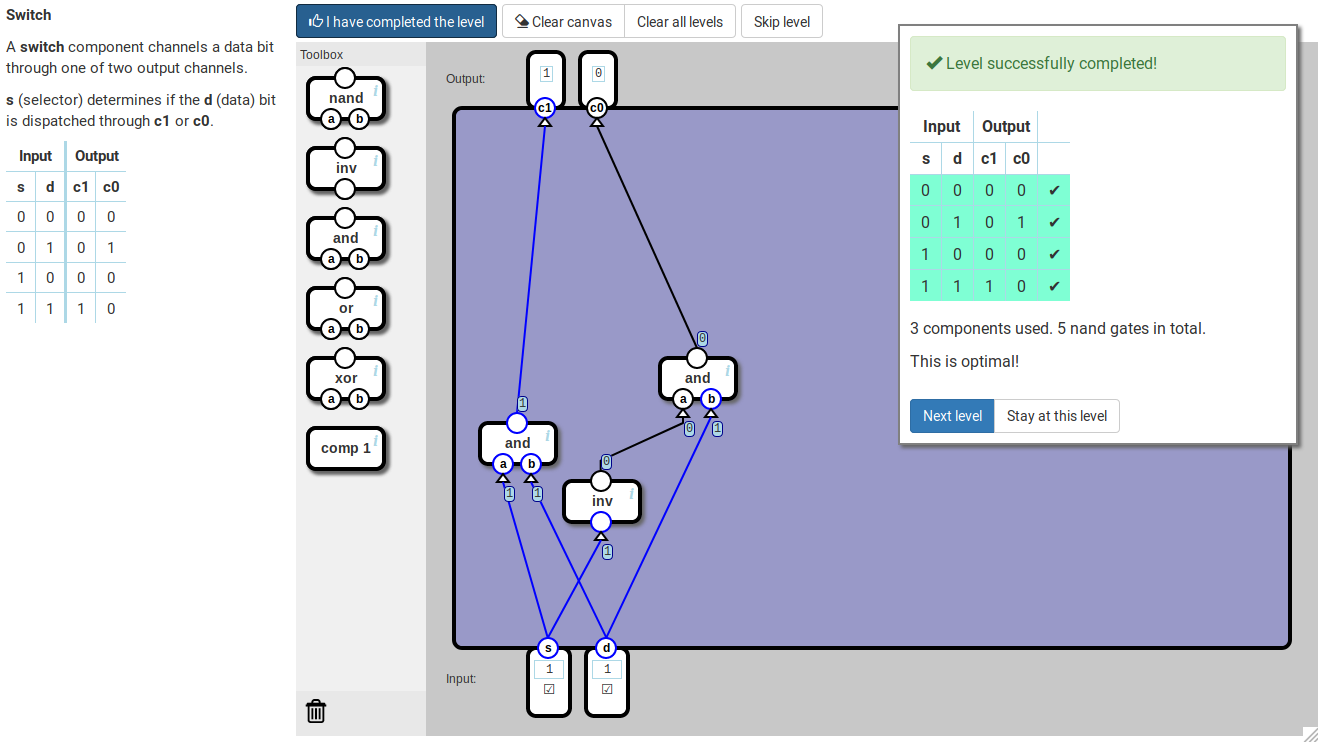 Switch
A switch component channels a data bit
through one of two output channels.
s (selector) determines if the d (data) bit
is dispatched through c1 or c0.
Input Output
s d c1 c0
0 0 0 0
0 1 0 1
1 0 0 0
1 1 1 0
I have completed the level
Clear canvas
Clear all levels
Skip level
Toolbox
nand i
a b
inv i
and i
a b
or i
a b
xor i
a b
comp 1 i
Output:
1 0
c1 c0
0
and i
a b
0 1
1
and i
a b
1 1
0
inv i
1
s d
Input:
1 1
☑ ☑
✔ Level successfully completed!
Input Output
s d c1 c0
0 0 0 0 ✔
0 1 0 1 ✔
1 0 0 0 ✔
1 1 1 0 ✔
3 components used. 5 nand gates in total.
This is optimal!
Next level
Stay at this level